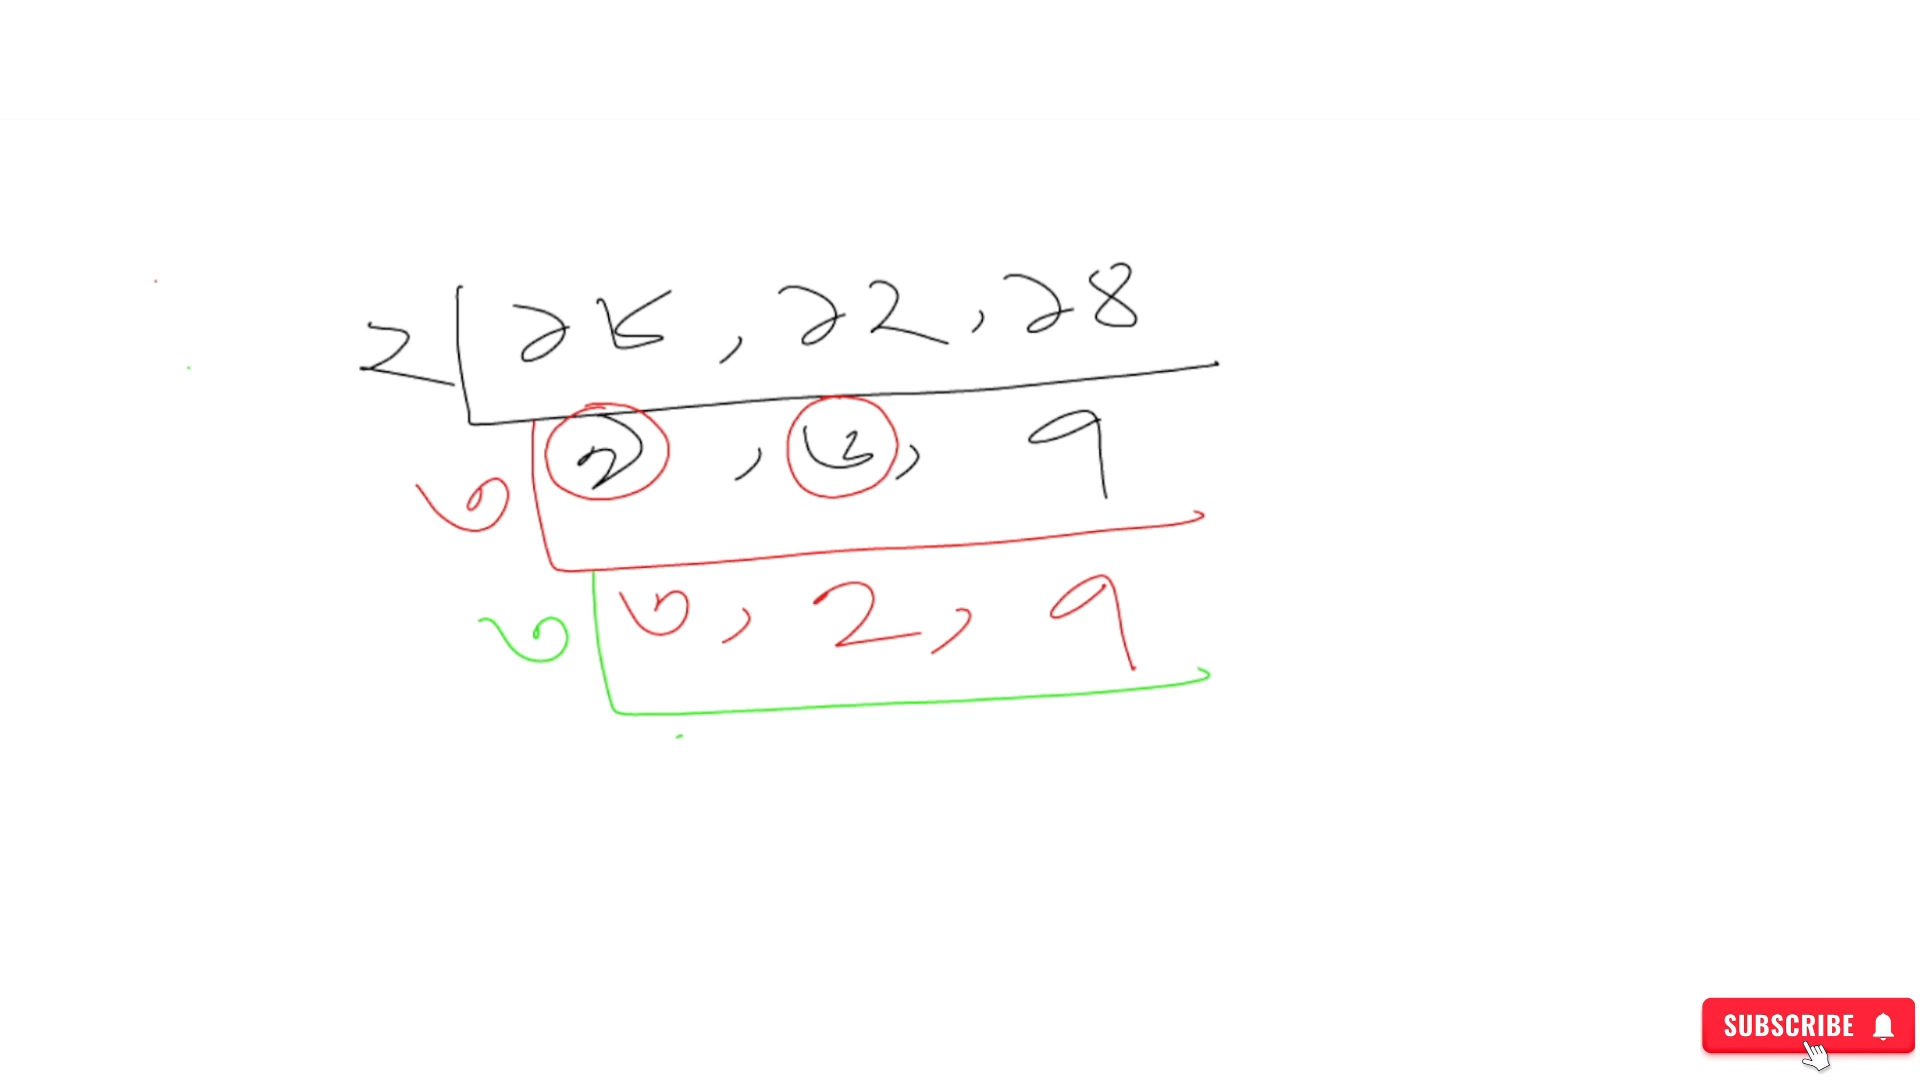 ২ ১৮, ১২, ১৪
৩ ৯, ৬, ৭
৩ ৩, ২, ৭
SUBSCRIBE